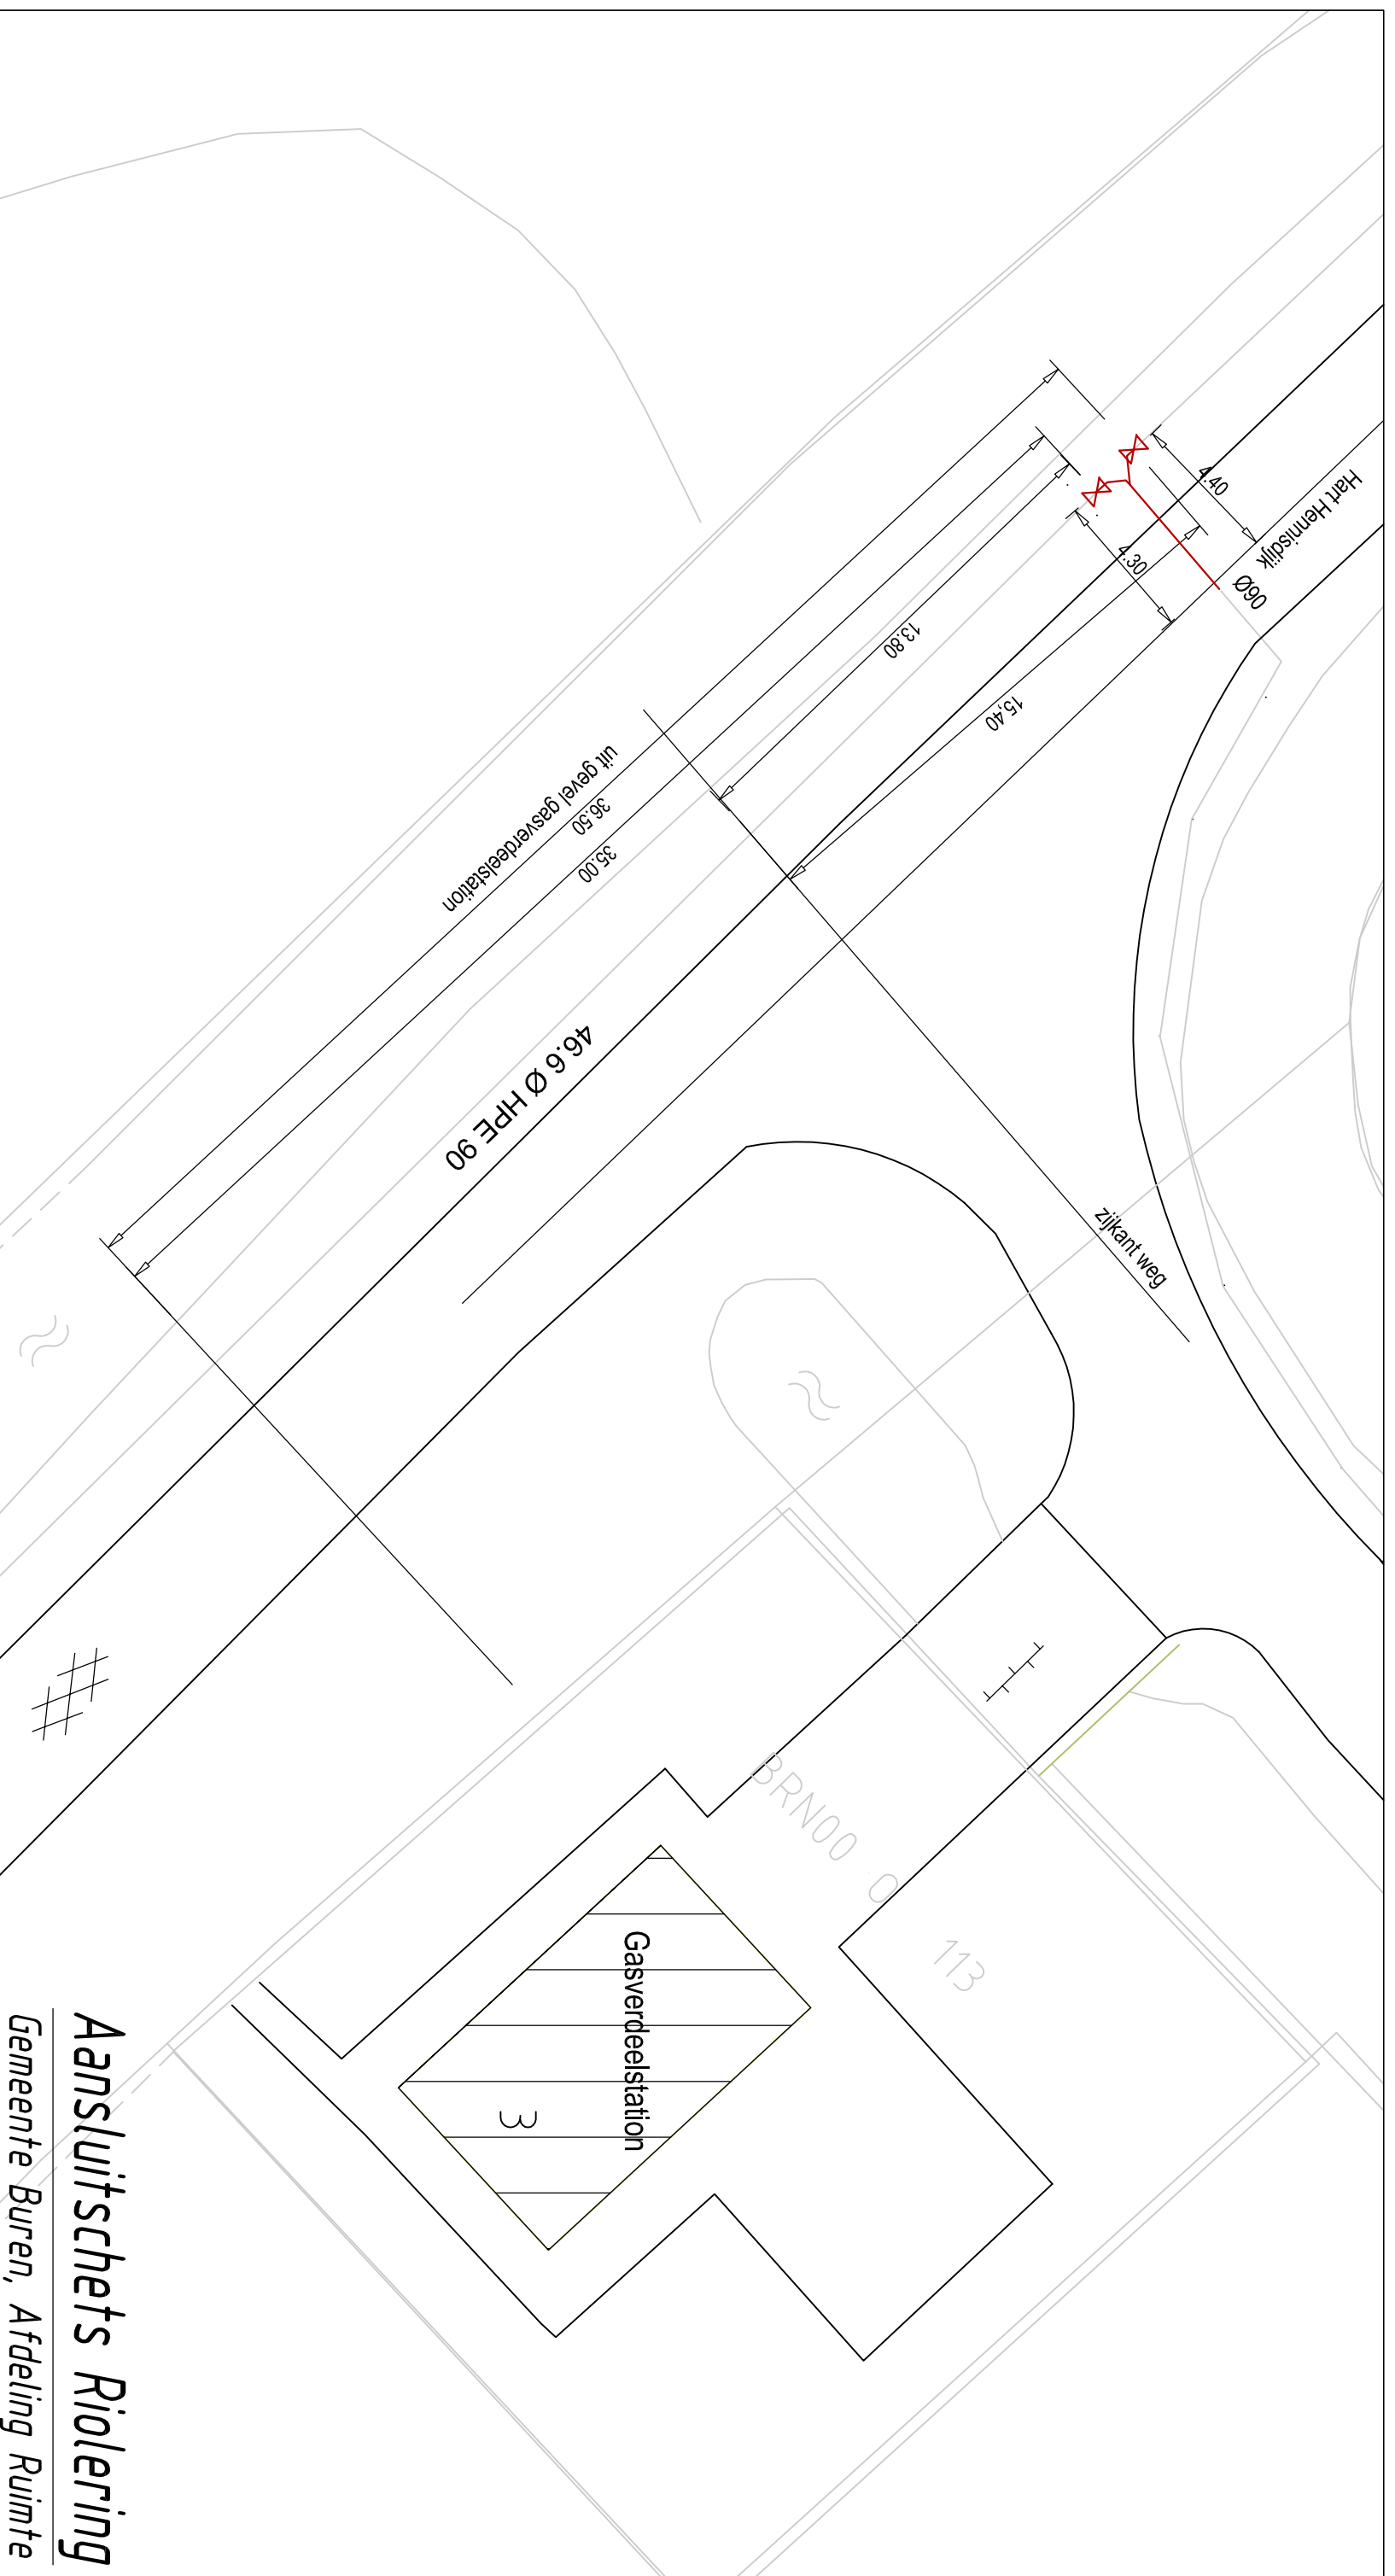 Hart Hennisdijk
Ø60
4.40
4.30
13.80
15,40
uit gevel gasverdeelstation
36.50
35.00
46.6 Ø HPE 90
zijkant weg
BRN00 O
113
Gasverdeelstation
3
Aansluitschets Riolering
Gemeente Buren, Afdeling Ruimte